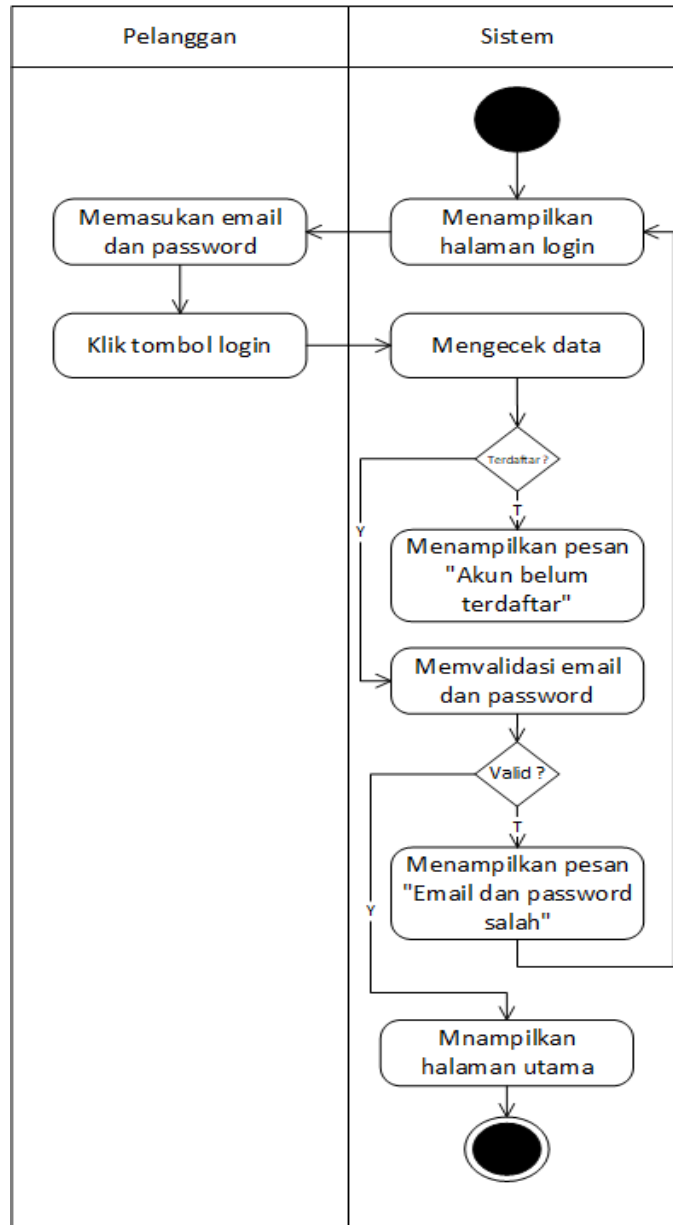 Pelanggan
Sistem
Menampilkan
halaman login
Memasukan email
dan password
Klik tombol login
Mengecek data
Terdaftar ?
T
Y
Menampilkan pesan
"Akun belum
terdaftar"
Memvalidasi email
dan password
Valid ?
T
Y
Menampilkan pesan
"Email dan password
salah"
Mnampilkan
halaman utama